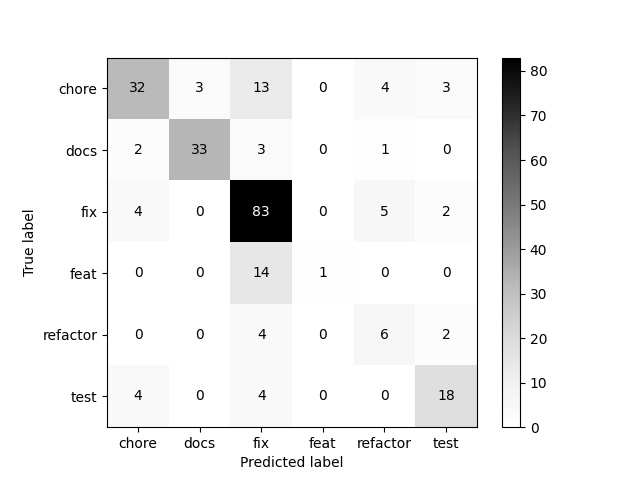 chore 32 3 13 0 4 3
docs 2 33 3 0 1 0
fix 4 0 83 0 5 2
feat 0 0 14 1 0 0
refactor 0 0 4 0 6 2
test 4 0 4 0 0 18
chore docs fix feat refactor test
Predicted label
True label
80
70
60
50
40
30
20
10
0